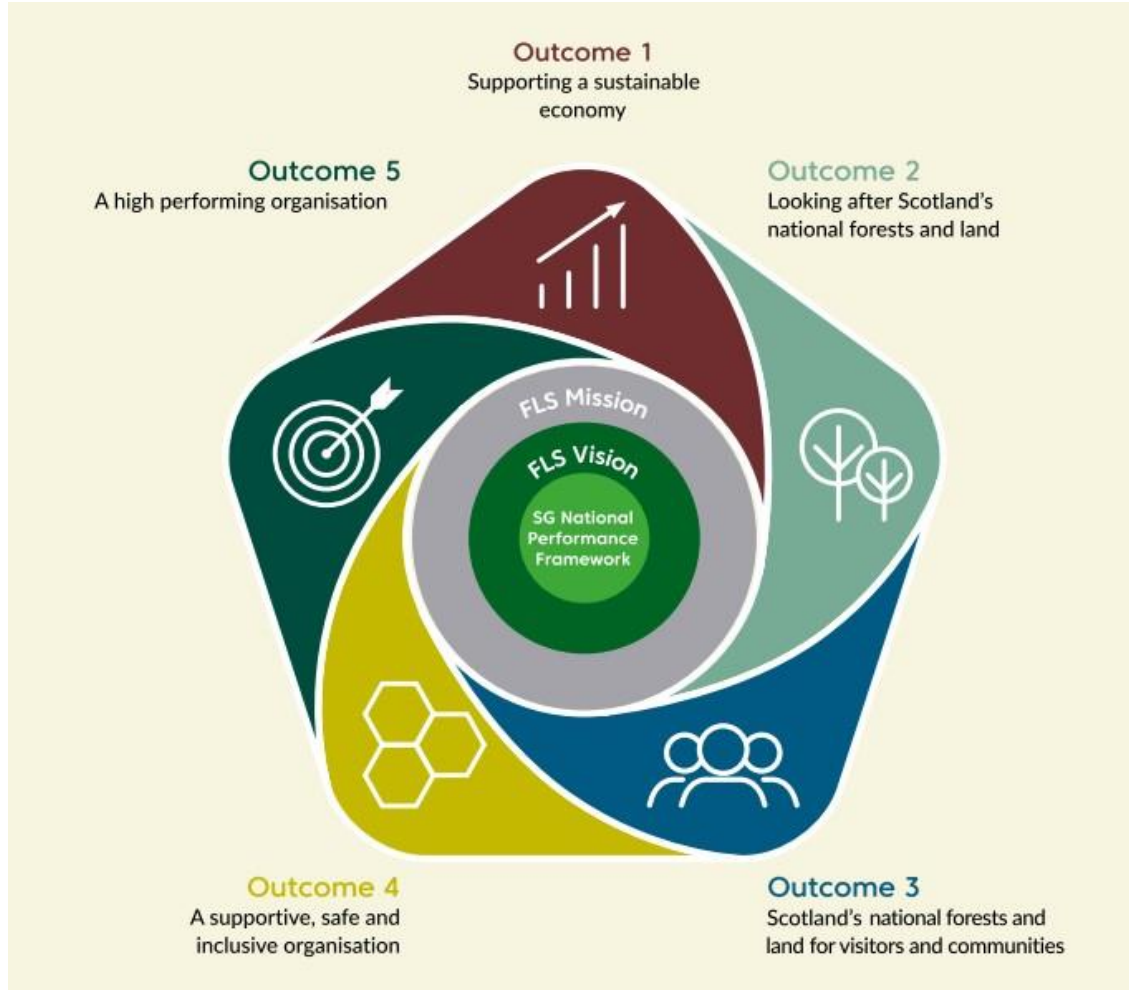 Outcome 1
Supporting a sustainable
economy
Outcome 5
A high performing organisation
Outcome 2
Looking after Scotland's
national forests and land
FLS Mission
FLS Vision
SG National
Performance
Framework
Outcome 4
A supportive, safe and
inclusive organisation
Outcome 3
Scotland's national forests and
land for visitors and communities